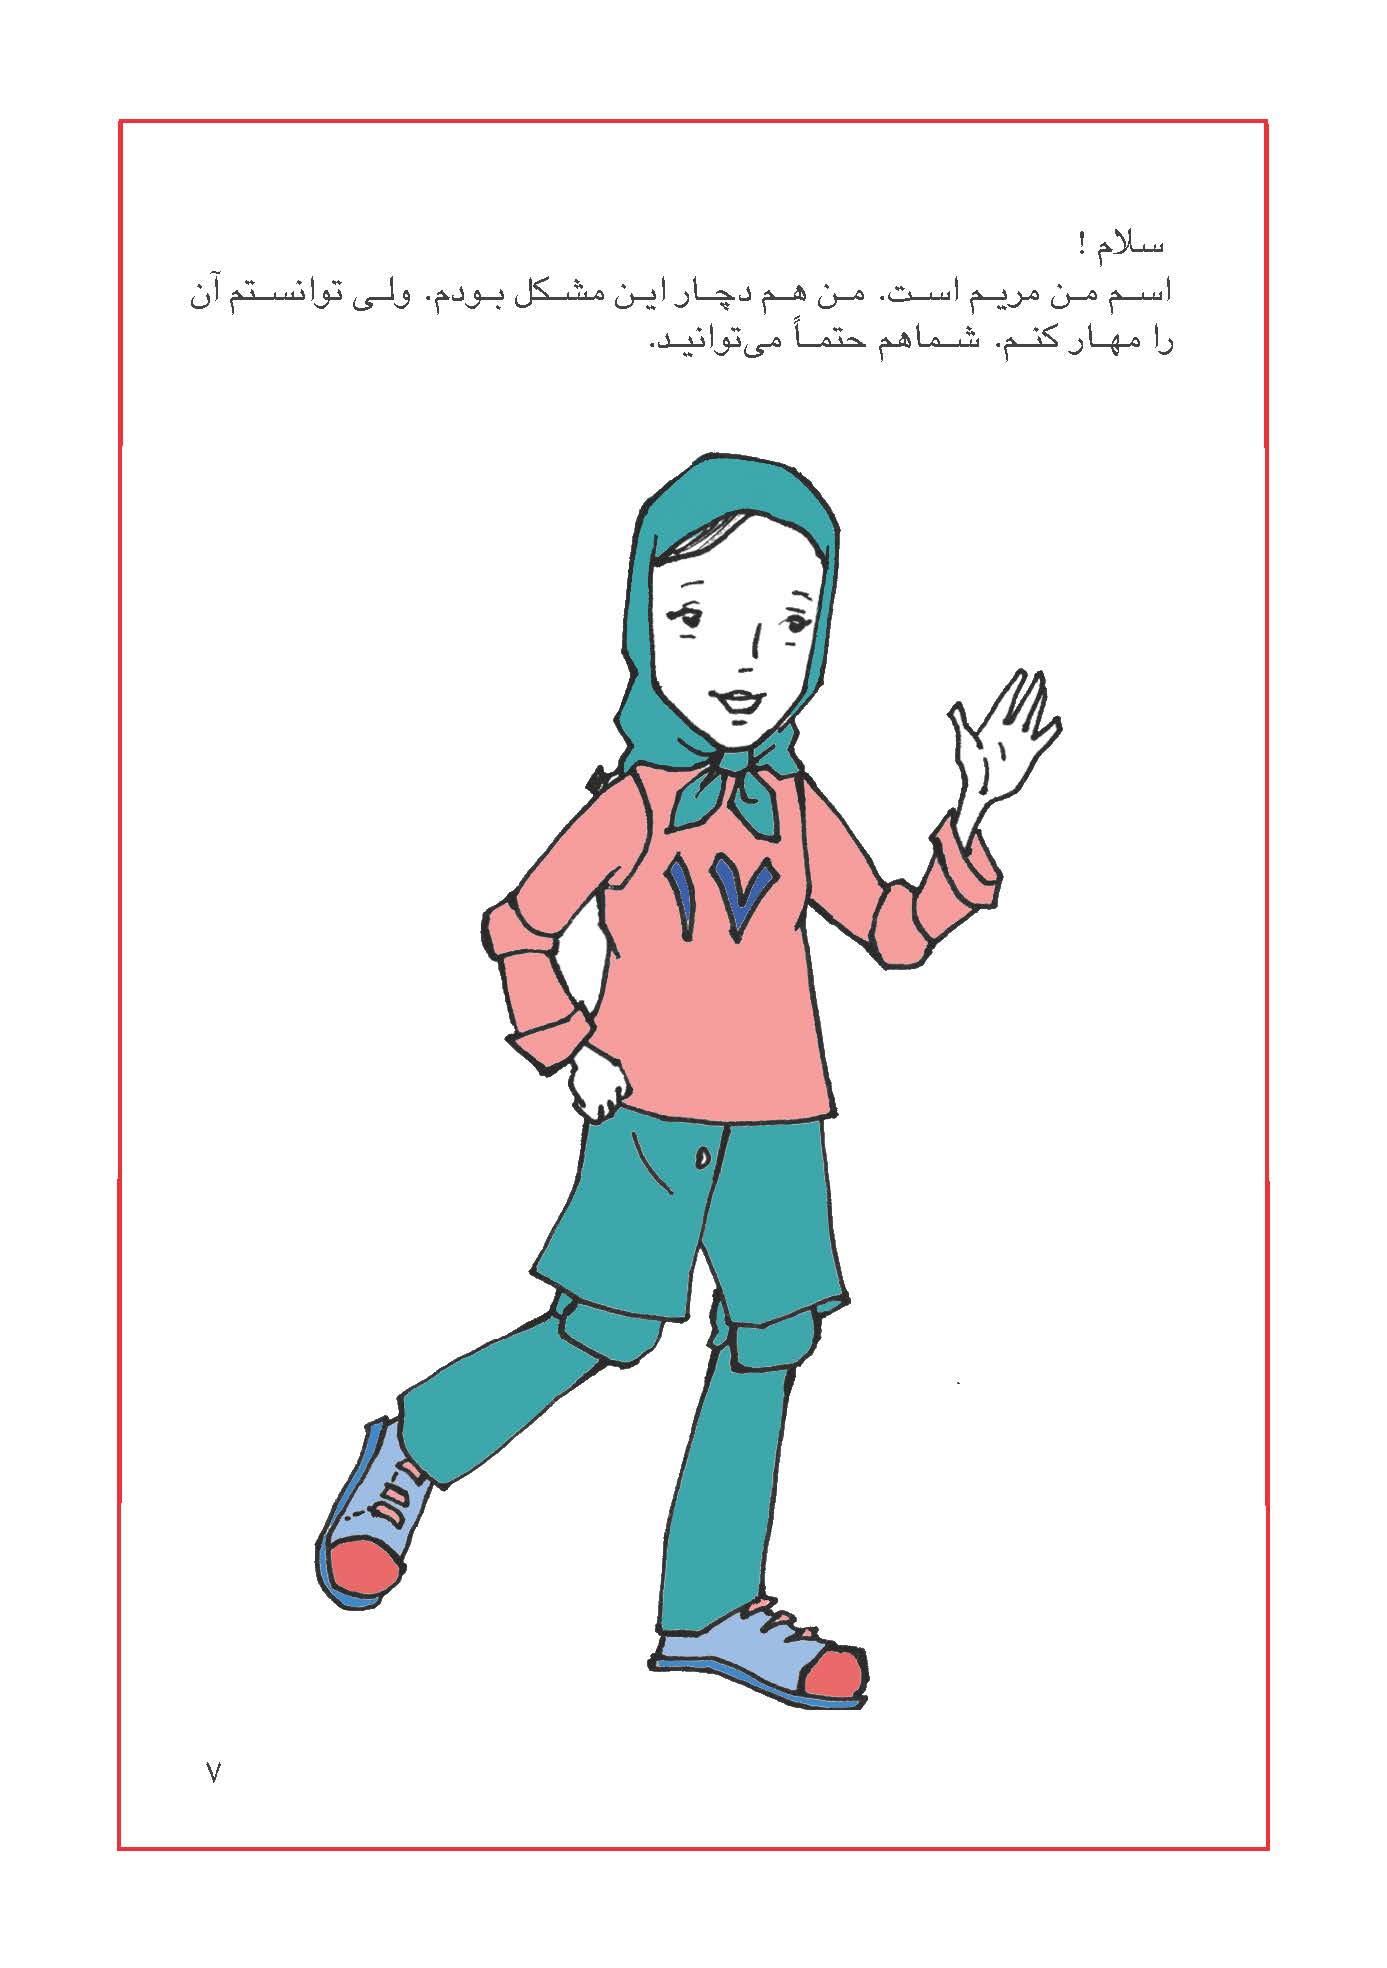 سلام !
اسم من مریم است. من هم دچار این مشکل بودم. ولی توانستم آن
را مهار کنم. شماهم حتماً می‌توانید.
۱۷
۷